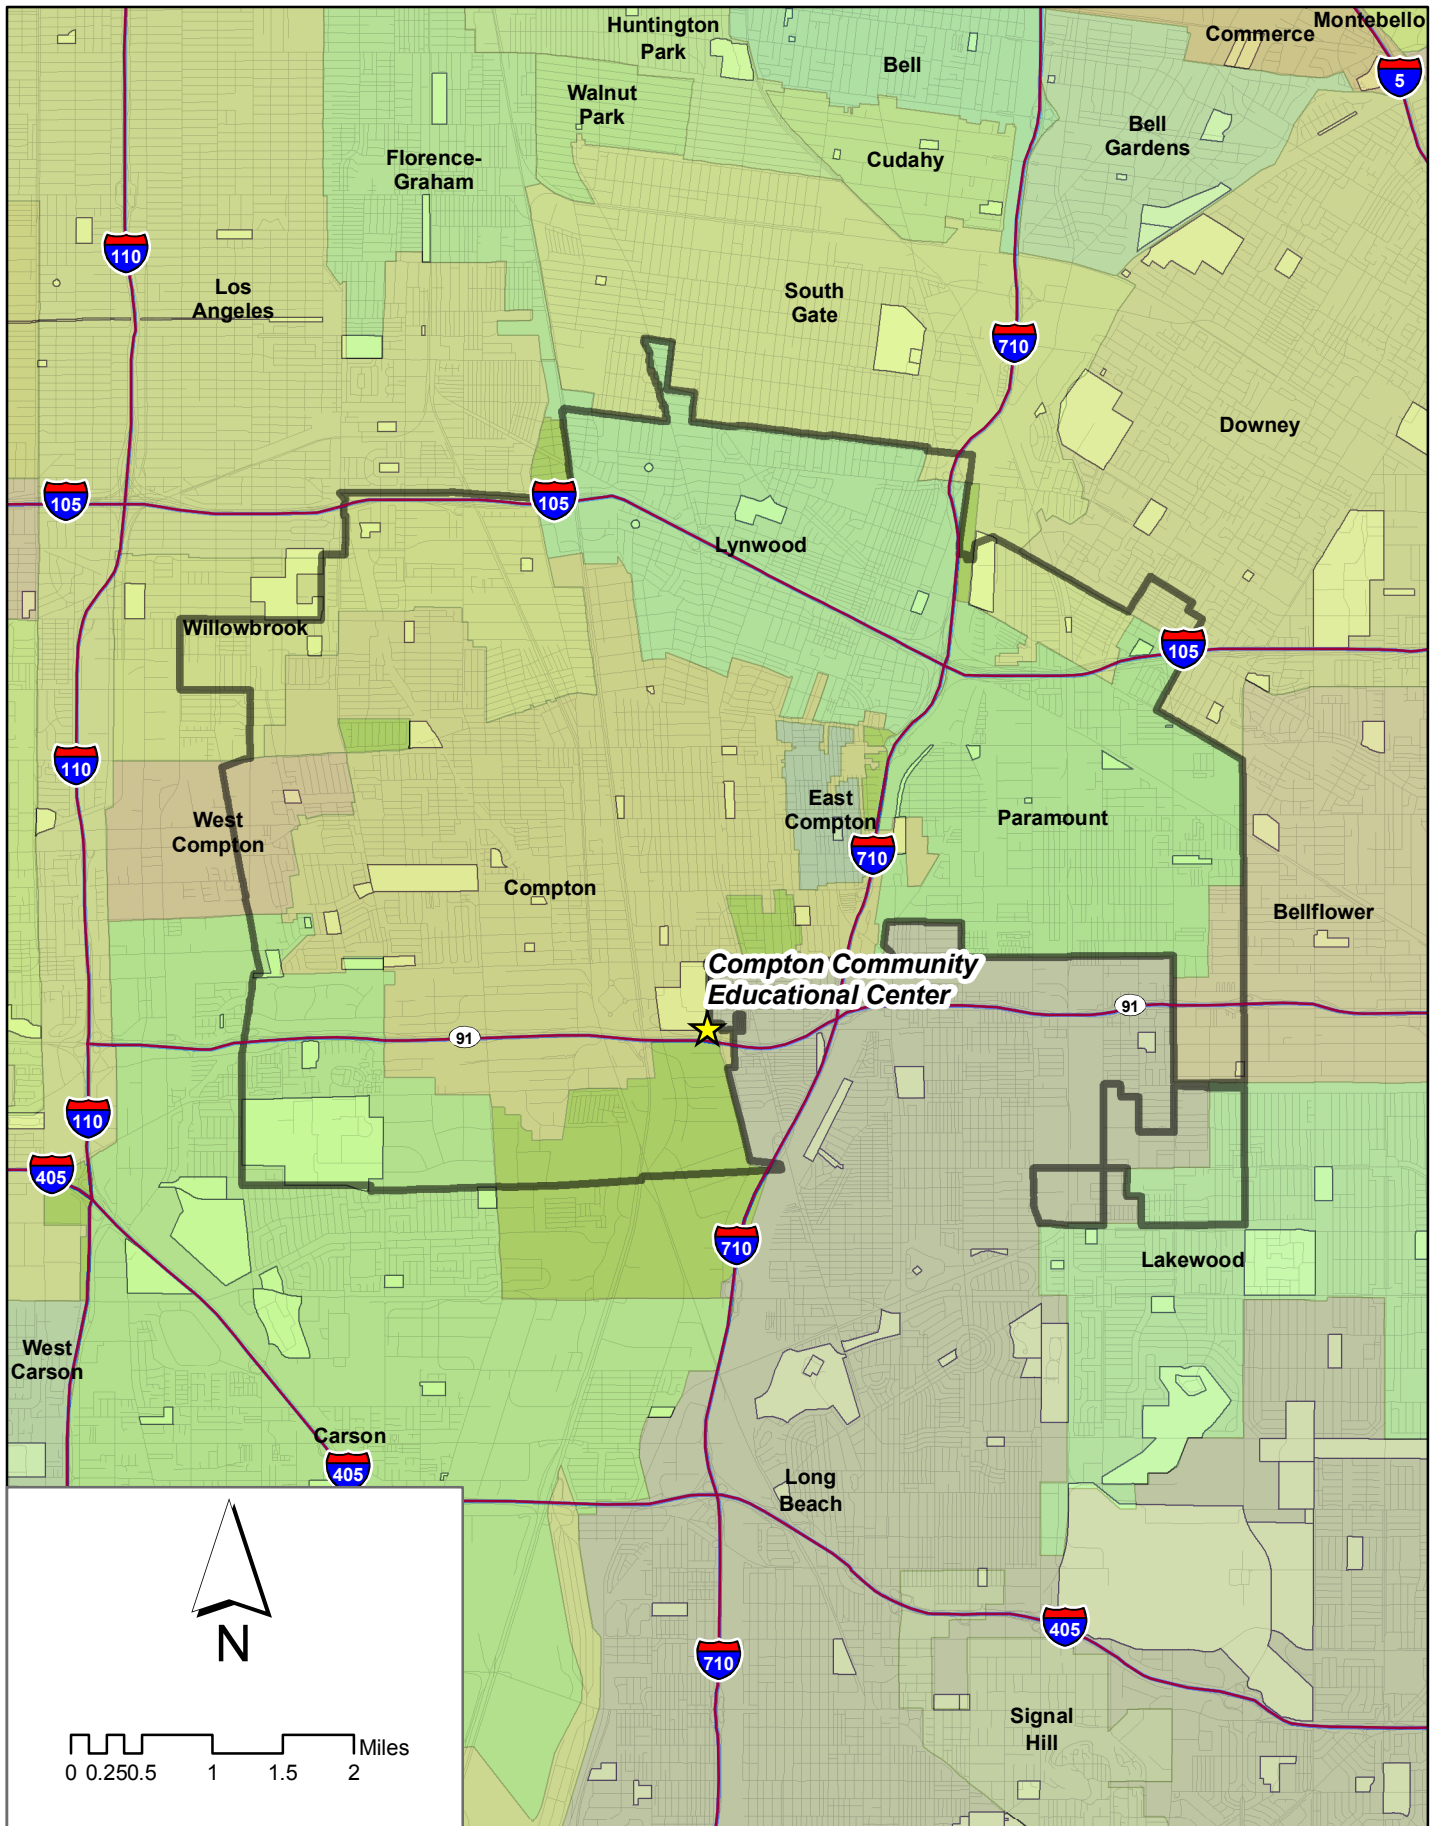 Huntington
Park
Commerce
Montebello
5
Bell
Walnut
Park
Bell
Gardens
Florence-
Graham
Cudahy
110
Los
Angeles
South
Gate
710
Downey
105
105
Lynwood
Willowbrook
105
110
West
Compton
East
Compton
Paramount
710
Compton
Bellflower
Compton Community
Educational Center
91
91
110
405
710
Lakewood
West
Carson
Carson
405
Long
Beach
N
405
710
Signal
Hill
Miles
0 0.250.5 1 1.5 2